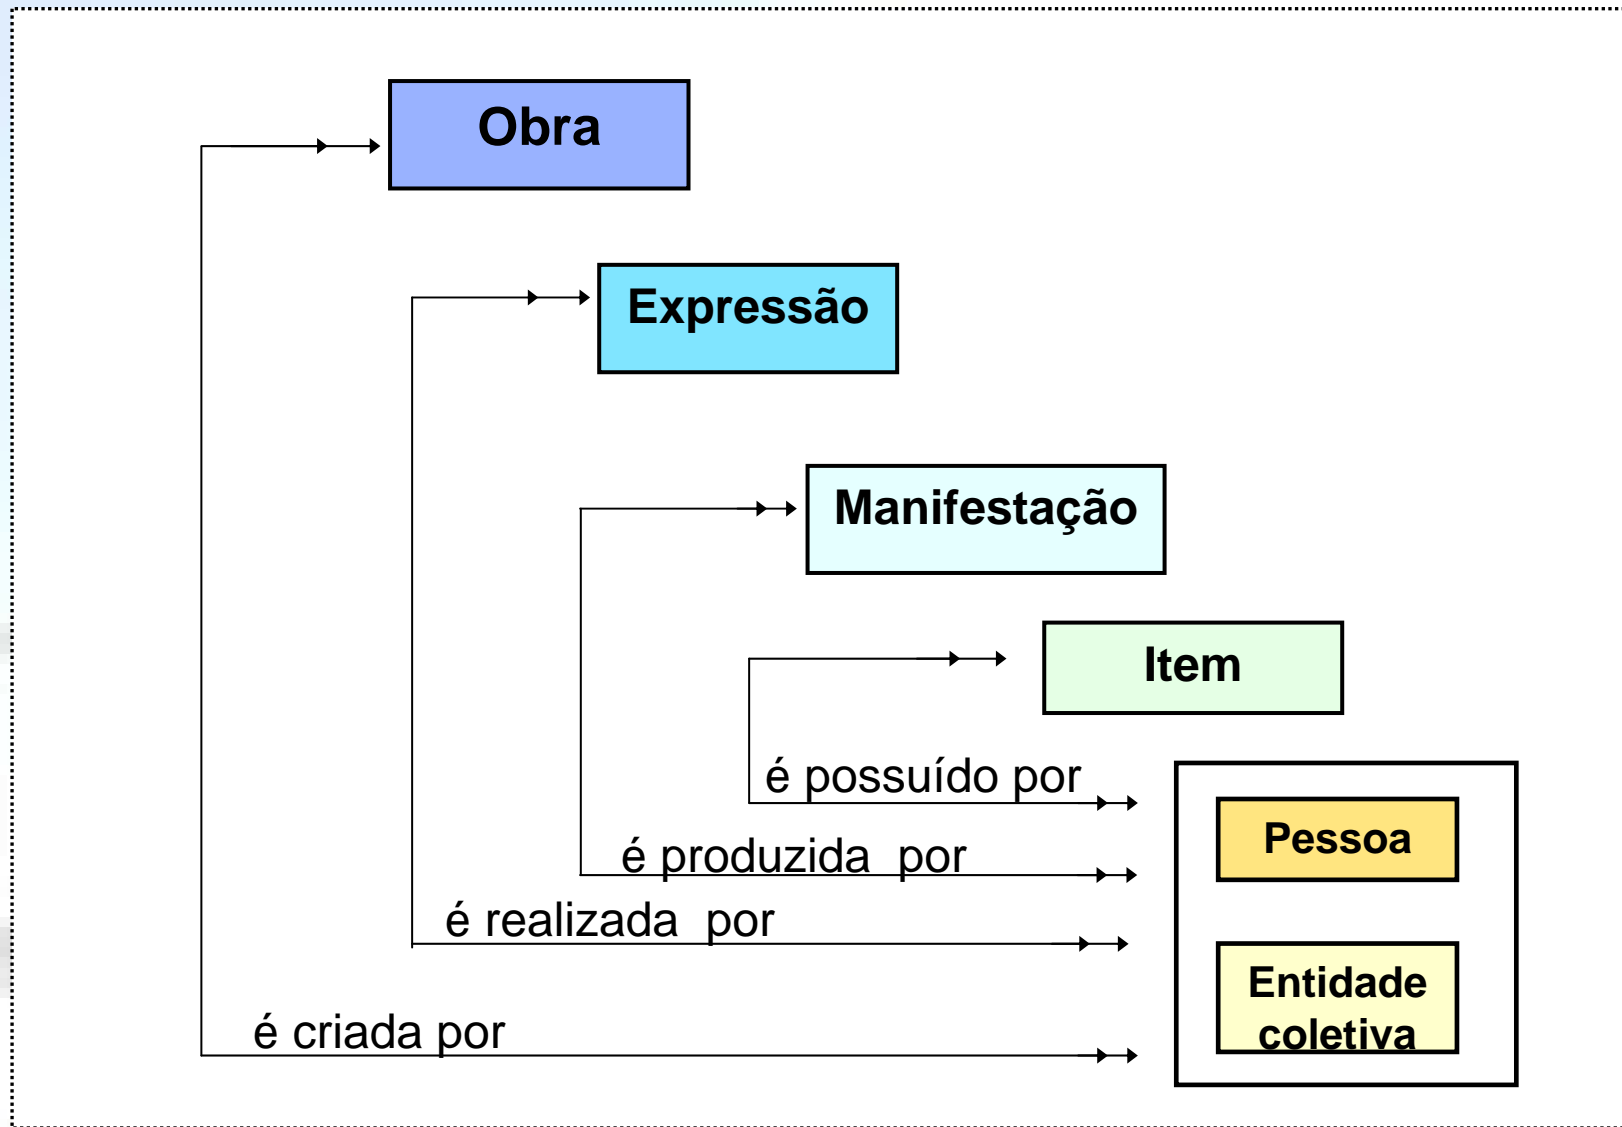 Obra
Expressão
Manifestação
Item
é possuído por
Pessoa
é produzida por
é realizada por
Entidade
coletiva
é criada por